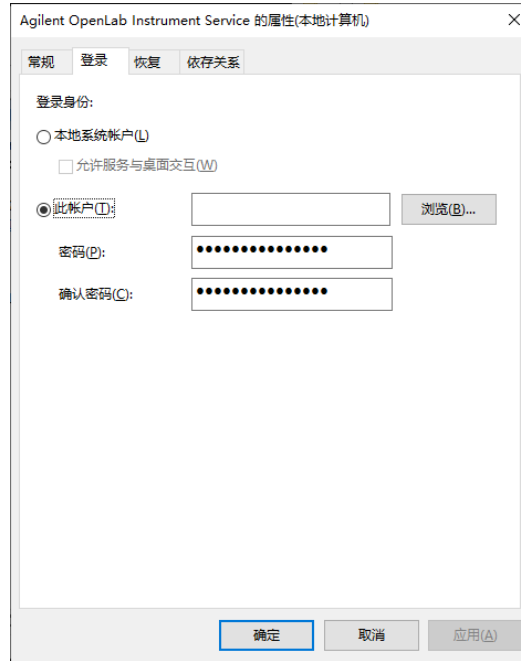 Agilent OpenLab Instrument Service 的属性(本地计算机)
常规 登录 恢复 依存关系
登录身份:
本地系统帐户(L)
允许服务与桌面交互(W)
此帐户(T): 浏览(B)...
密码(P): ●●●●●●●●●●●●●●●
确认密码(C): ●●●●●●●●●●●●●●●
确定 取消 应用(A)